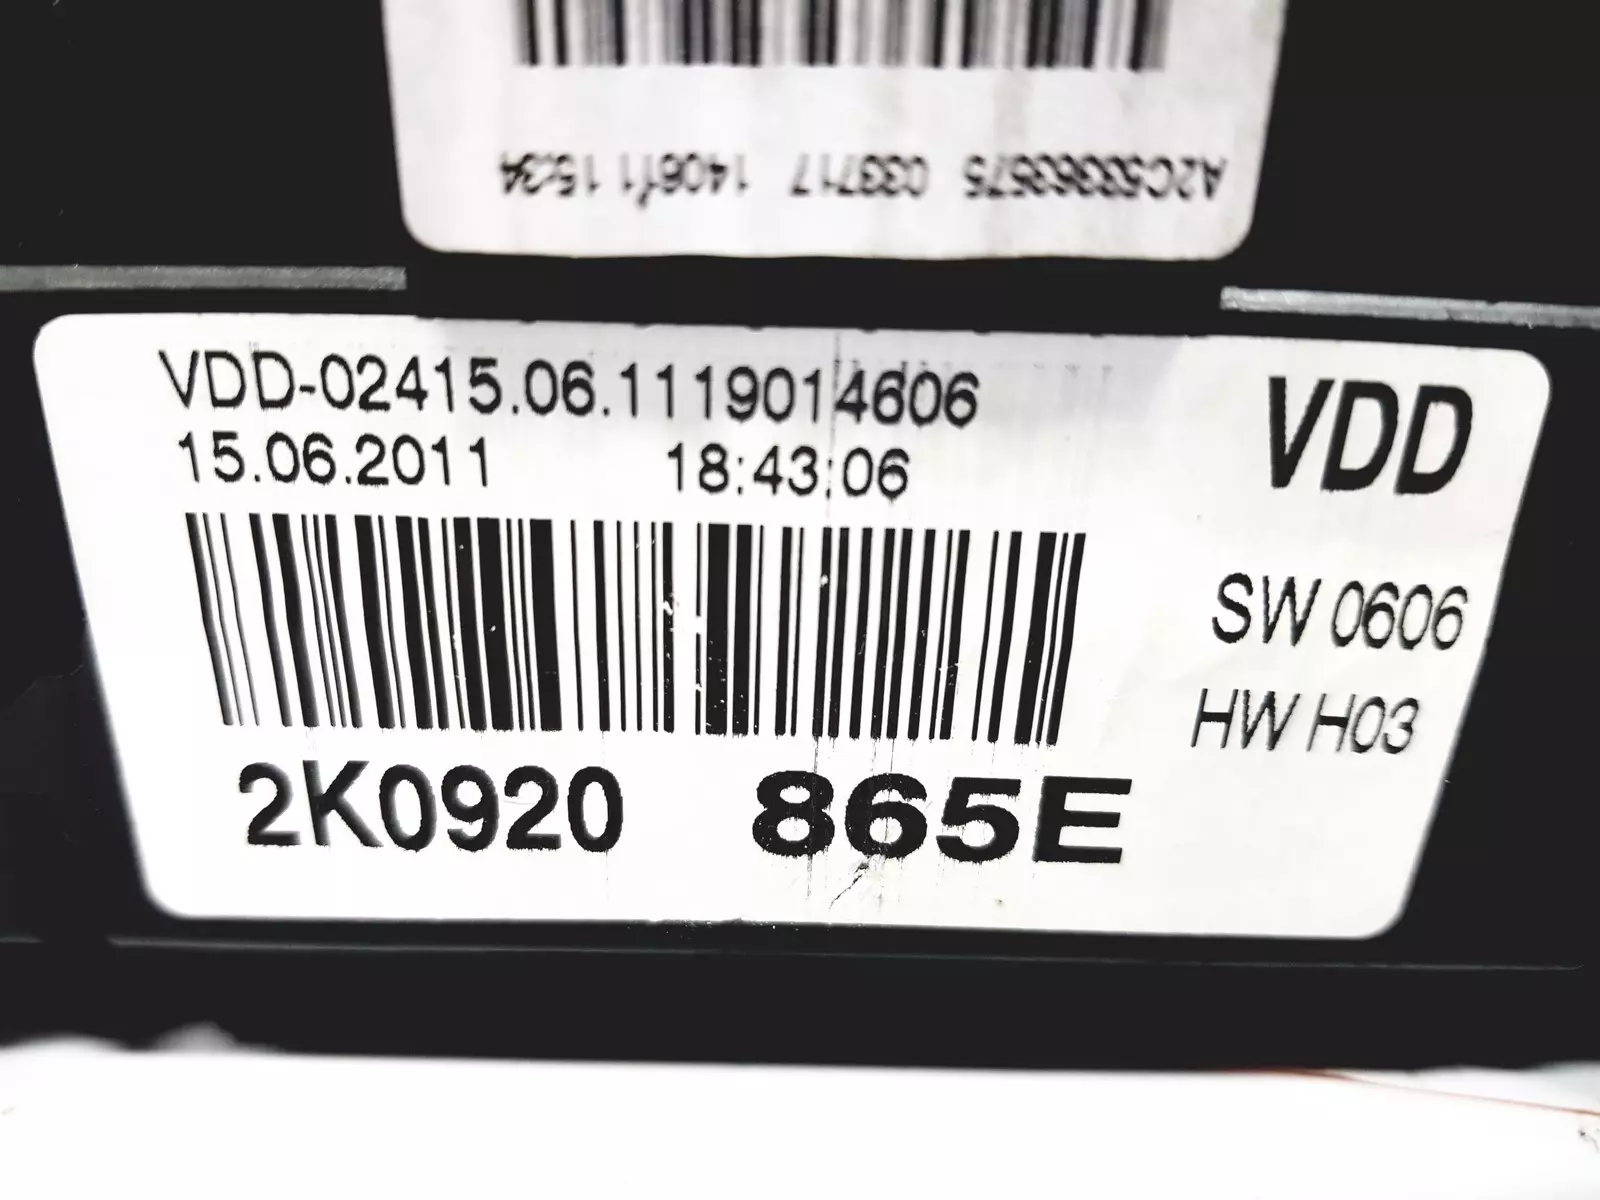 033717 140611 15:34
VDD-02415.06.1119014606
15.06.2011 18:43:06
VDD
SW 0606
HW H03
2K0920 865E